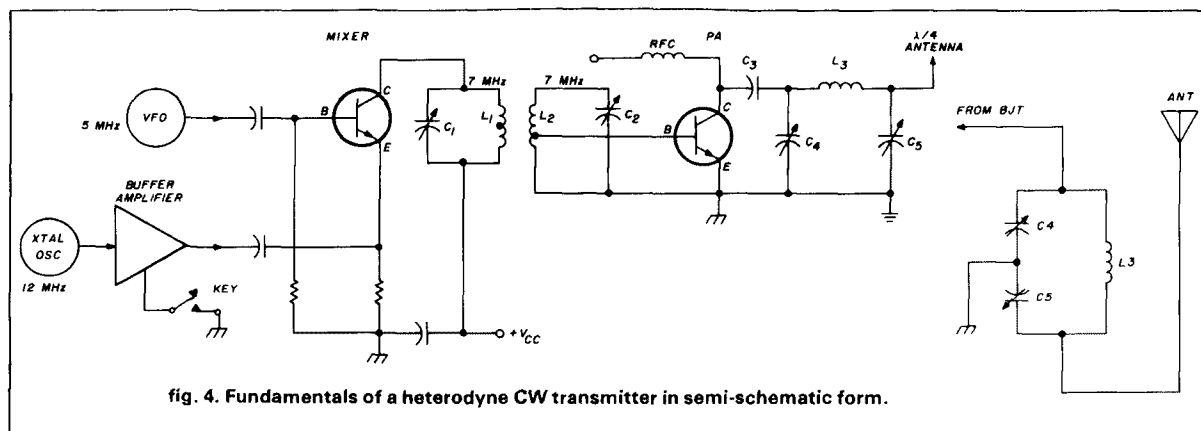 MIXER
5 MHz
VFO
BUFFER
AMPLIFIER
XTAL
OSC
12 MHz
KEY
B
C
E
7 MHz
C1
L1
L2
7 MHz
C2
+VCC
RFC
PA
B
C
E
C3
C4
L3
C5
λ/4
ANTENNA
FROM BJT
ANT
C4
C5
L3
fig. 4. Fundamentals of a heterodyne CW transmitter in semi-schematic form.